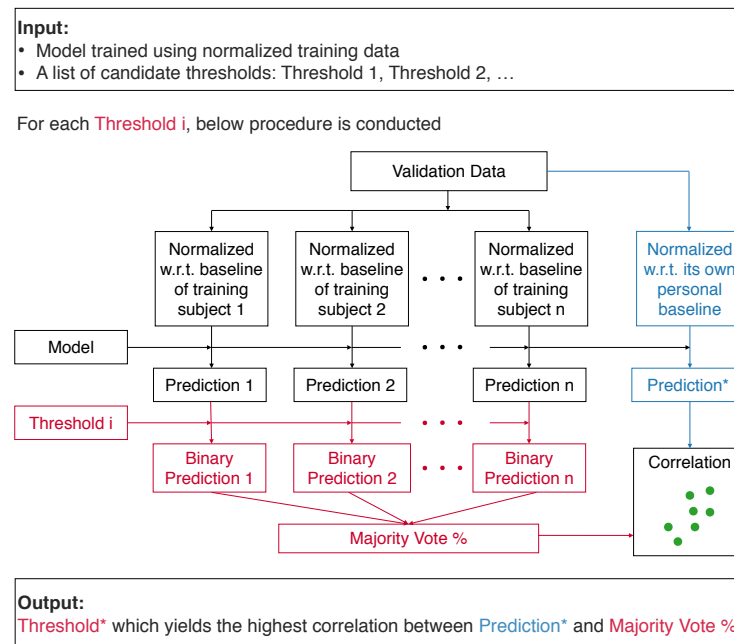 Input:
• Model trained using normalized training data
• A list of candidate thresholds: Threshold 1, Threshold 2, …
For each Threshold i, below procedure is conducted
Validation Data
Normalized
w.r.t. baseline
of training
subject 1
Normalized
w.r.t. baseline
of training
subject 2
• • •
Normalized
w.r.t. baseline
of training
subject n
Normalized
w.r.t. its own
personal
baseline
Model
• • •
Prediction 1
Prediction 2
Prediction n
Prediction*
Threshold i
• • •
Binary
Prediction 1
Binary
Prediction 2
• • •
Binary
Prediction n
Correlation
Majority Vote %
Output:
Threshold* which yields the highest correlation between Prediction* and Majority Vote %